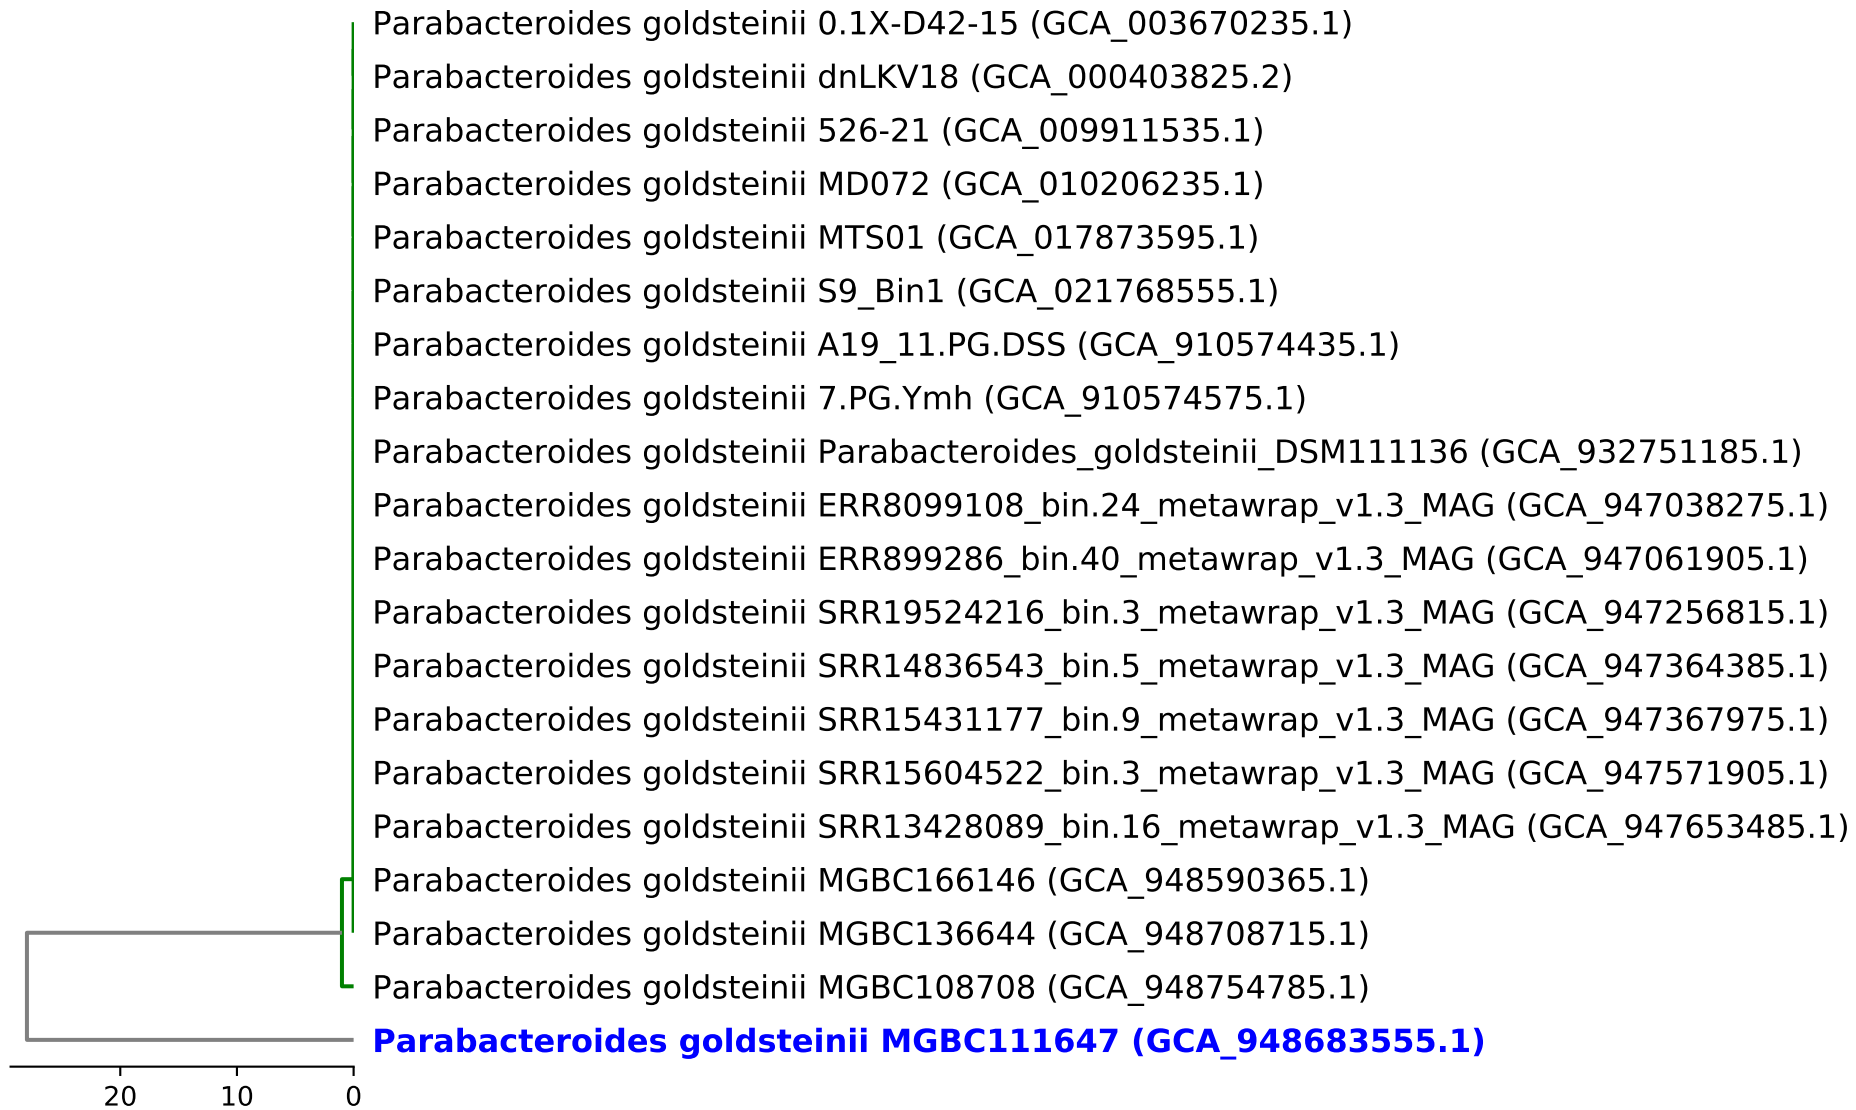 Parabacteroides goldsteinii 0.1X-D42-15 (GCA_003670235.1)
Parabacteroides goldsteinii dnLKV18 (GCA_000403825.2)
Parabacteroides goldsteinii 526-21 (GCA_009911535.1)
Parabacteroides goldsteinii MD072 (GCA_010206235.1)
Parabacteroides goldsteinii MTS01 (GCA_017873595.1)
Parabacteroides goldsteinii S9_Bin1 (GCA_021768555.1)
Parabacteroides goldsteinii A19_11.PG.DSS (GCA_910574435.1)
Parabacteroides goldsteinii 7.PG.Ymh (GCA_910574575.1)
Parabacteroides goldsteinii Parabacteroides_goldsteinii_DSM111136 (GCA_932751185.1)
Parabacteroides goldsteinii ERR8099108_bin.24_metawrap_v1.3_MAG (GCA_947038275.1)
Parabacteroides goldsteinii ERR899286_bin.40_metawrap_v1.3_MAG (GCA_947061905.1)
Parabacteroides goldsteinii SRR19524216_bin.3_metawrap_v1.3_MAG (GCA_947256815.1)
Parabacteroides goldsteinii SRR14836543_bin.5_metawrap_v1.3_MAG (GCA_947364385.1)
Parabacteroides goldsteinii SRR15431177_bin.9_metawrap_v1.3_MAG (GCA_947367975.1)
Parabacteroides goldsteinii SRR15604522_bin.3_metawrap_v1.3_MAG (GCA_947571905.1)
Parabacteroides goldsteinii SRR13428089_bin.16_metawrap_v1.3_MAG (GCA_947653485.1)
Parabacteroides goldsteinii MGBC166146 (GCA_948590365.1)
Parabacteroides goldsteinii MGBC136644 (GCA_948708715.1)
Parabacteroides goldsteinii MGBC108708 (GCA_948754785.1)
Parabacteroides goldsteinii MGBC111647 (GCA_948683555.1)
20 10 0